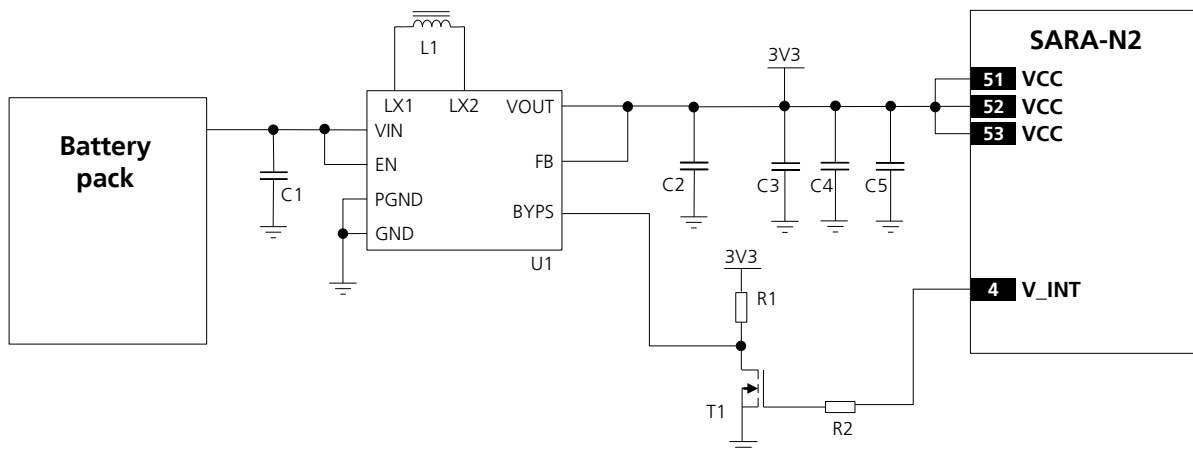 L1
SARA-N2
3V3
51 VCC
LX1 LX2 VOUT
52 VCC
Battery
pack
VIN
53 VCC
EN
FB
C1
C2
C3
C4
C5
PGND
BYPS
GND
U1
3V3
R1
4 V_INT
T1
R2